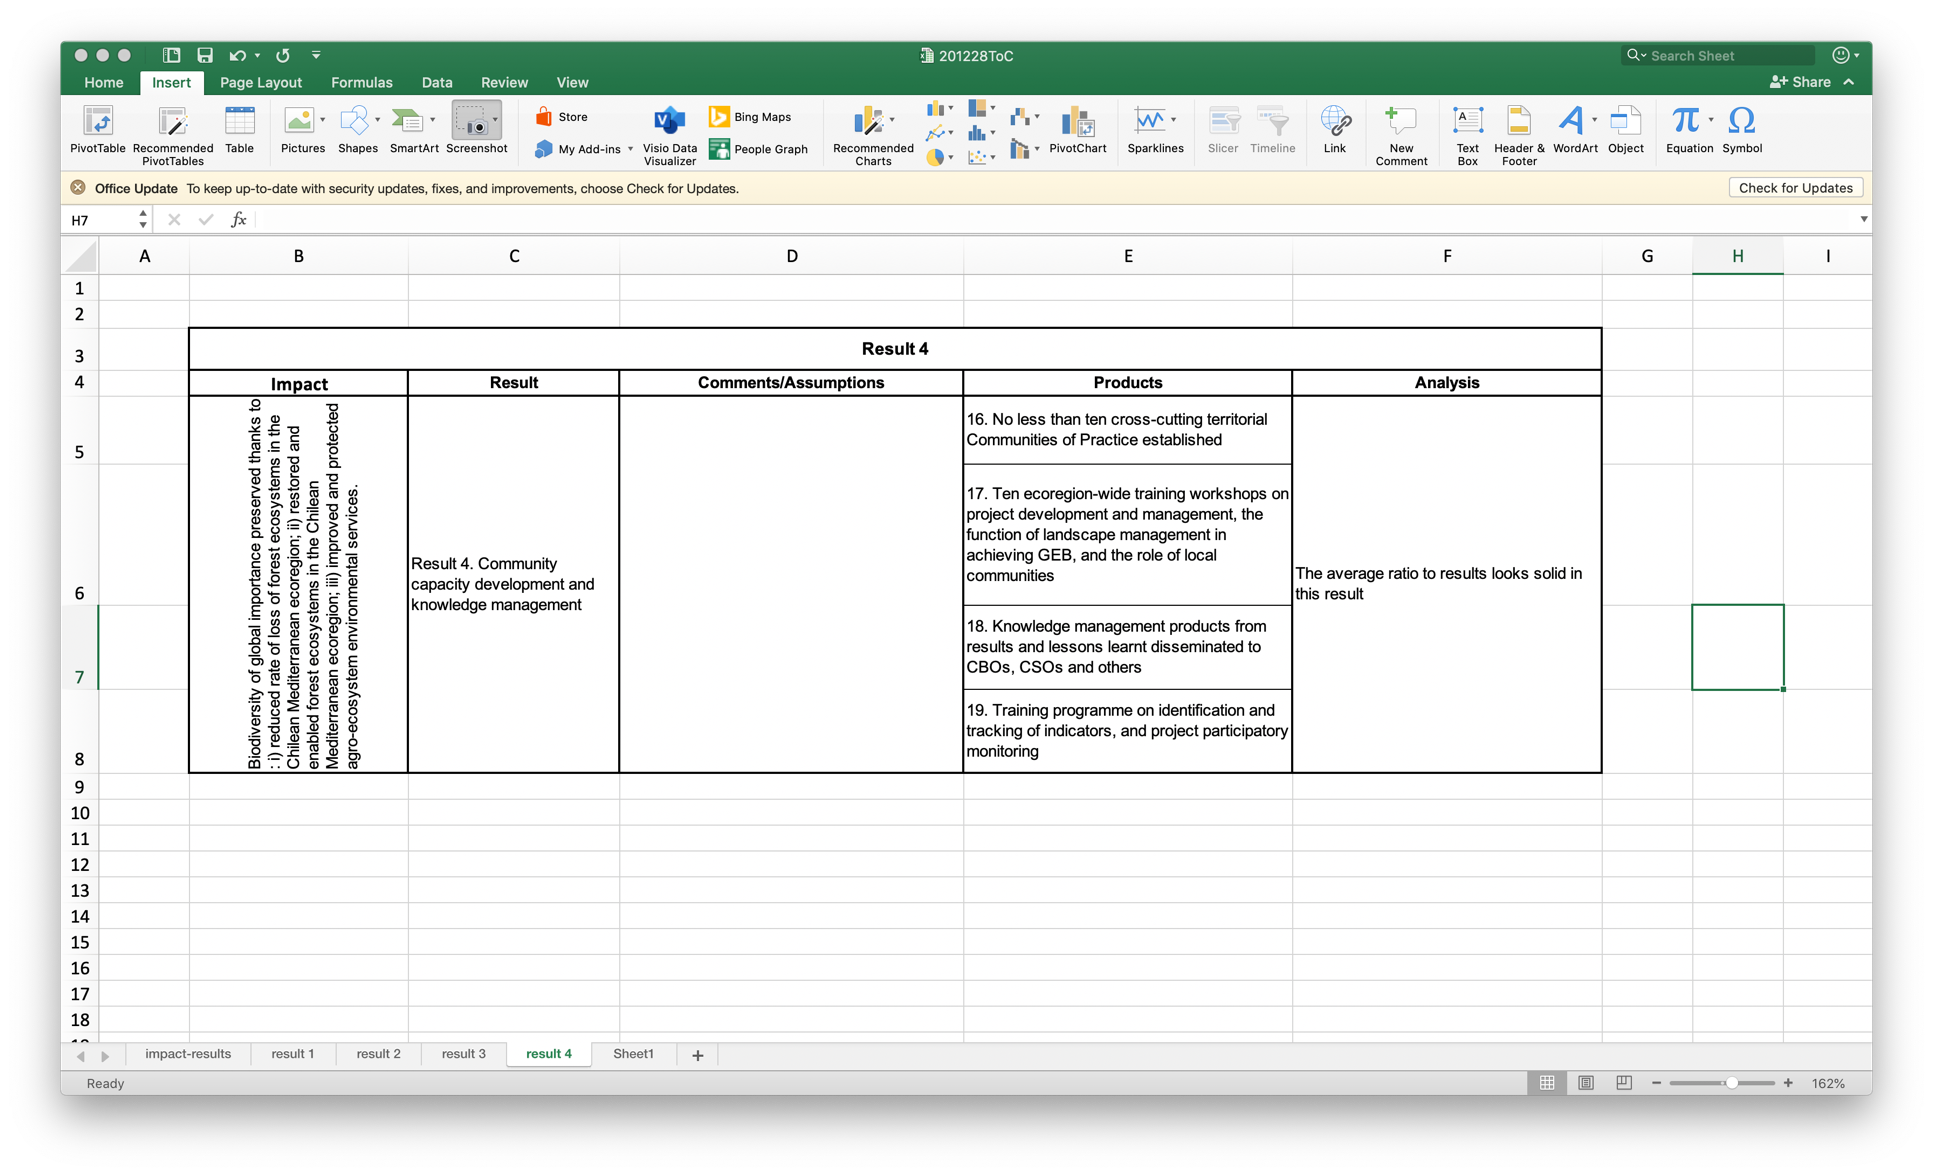 201228ToC
Search Sheet
Home Insert Page Layout Formulas Data Review View
Share
PivotTable
Recommended
PivotTables
Table
Pictures
Shapes
SmartArt
Screenshot
Store
My Add-ins
Visio Data
Visualizer
Bing Maps
People Graph
Recommended
Charts
PivotChart
Sparklines
Slicer
Timeline
Link
New
Comment
Text
Box
Header &
Footer
WordArt
Object
Equation
Symbol
Office Update To keep up-to-date with security updates, fixes, and improvements, choose Check for Updates.
Check for Updates
H7
fx
A B C D E F G H I
1
2
3
4
5
6
7
8
9
10
11
12
13
14
15
16
17
18
Result 4
Impact Result Comments/Assumptions Products Analysis
Biodiversity of global importance preserved thanks to
: i) reduced rate of loss of forest ecosystems in the
Chilean Mediterranean ecoregion; ii) restored and
enabled forest ecosystems in the Chilean
Mediterranean ecoregion; iii) improved and protected
agro-ecosystem environmental services.
Result 4. Community
capacity development and
knowledge management
16. No less than ten cross-cutting territorial
Communities of Practice established
17. Ten ecoregion-wide training workshops on
project development and management, the
function of landscape management in
achieving GEB, and the role of local
communities
18. Knowledge management products from
results and lessons learnt disseminated to
CBOs, CSOs and others
19. Training programme on identification and
tracking of indicators, and project participatory
monitoring
The average ratio to results looks solid in
this result
impact-results result 1 result 2 result 3 result 4 Sheet1 +
Ready
162%